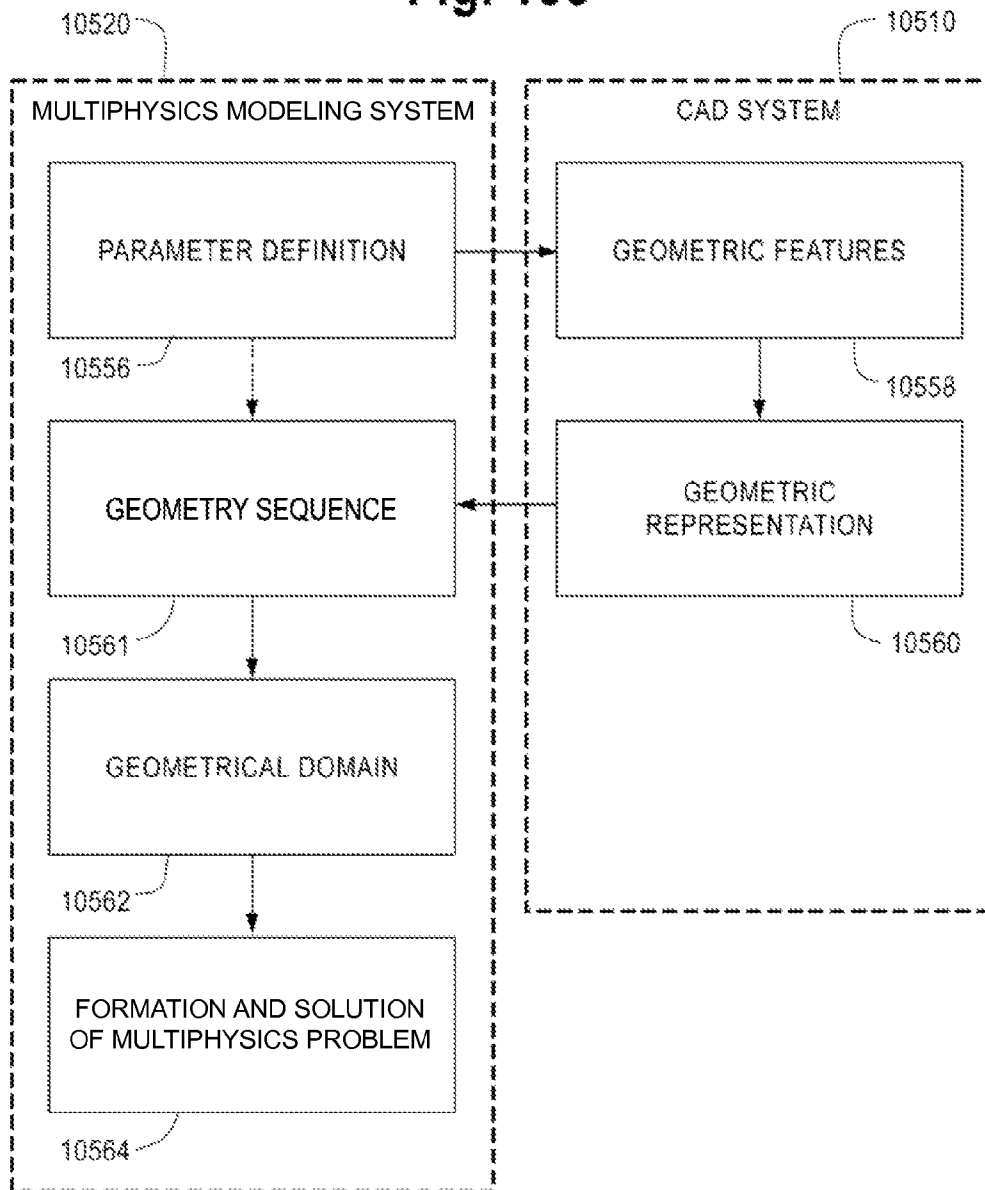 10520
10510
MULTIPHYSICS MODELING SYSTEM
CAD SYSTEM
PARAMETER DEFINITION
GEOMETRIC FEATURES
10556
10558
GEOMETRY SEQUENCE
GEOMETRIC
REPRESENTATION
10561
10560
GEOMETRICAL DOMAIN
10562
FORMATION AND SOLUTION
OF MULTIPHYSICS PROBLEM
10564